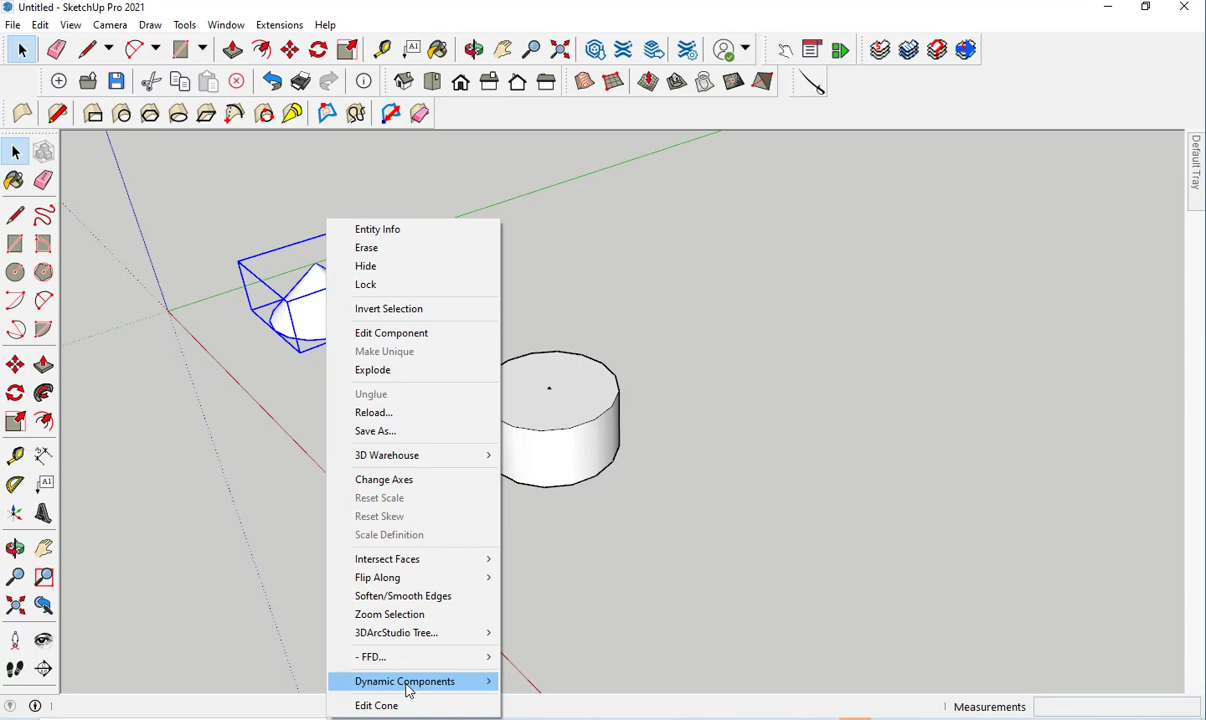 Untitled - SketchUp Pro 2021
File Edit View Camera Draw Tools Window Extensions Help
A1
Default Tray
A1
Entity Info
Erase
Hide
Lock
Invert Selection
Edit Component
Make Unique
Explode
Unglue
Reload...
Save As...
3D Warehouse
Change Axes
Reset Scale
Reset Skew
Scale Definition
Intersect Faces
Flip Along
Soften/Smooth Edges
Zoom Selection
3DArcStudio Tree...
- FFD...
Dynamic Components
Edit Cone
Measurements